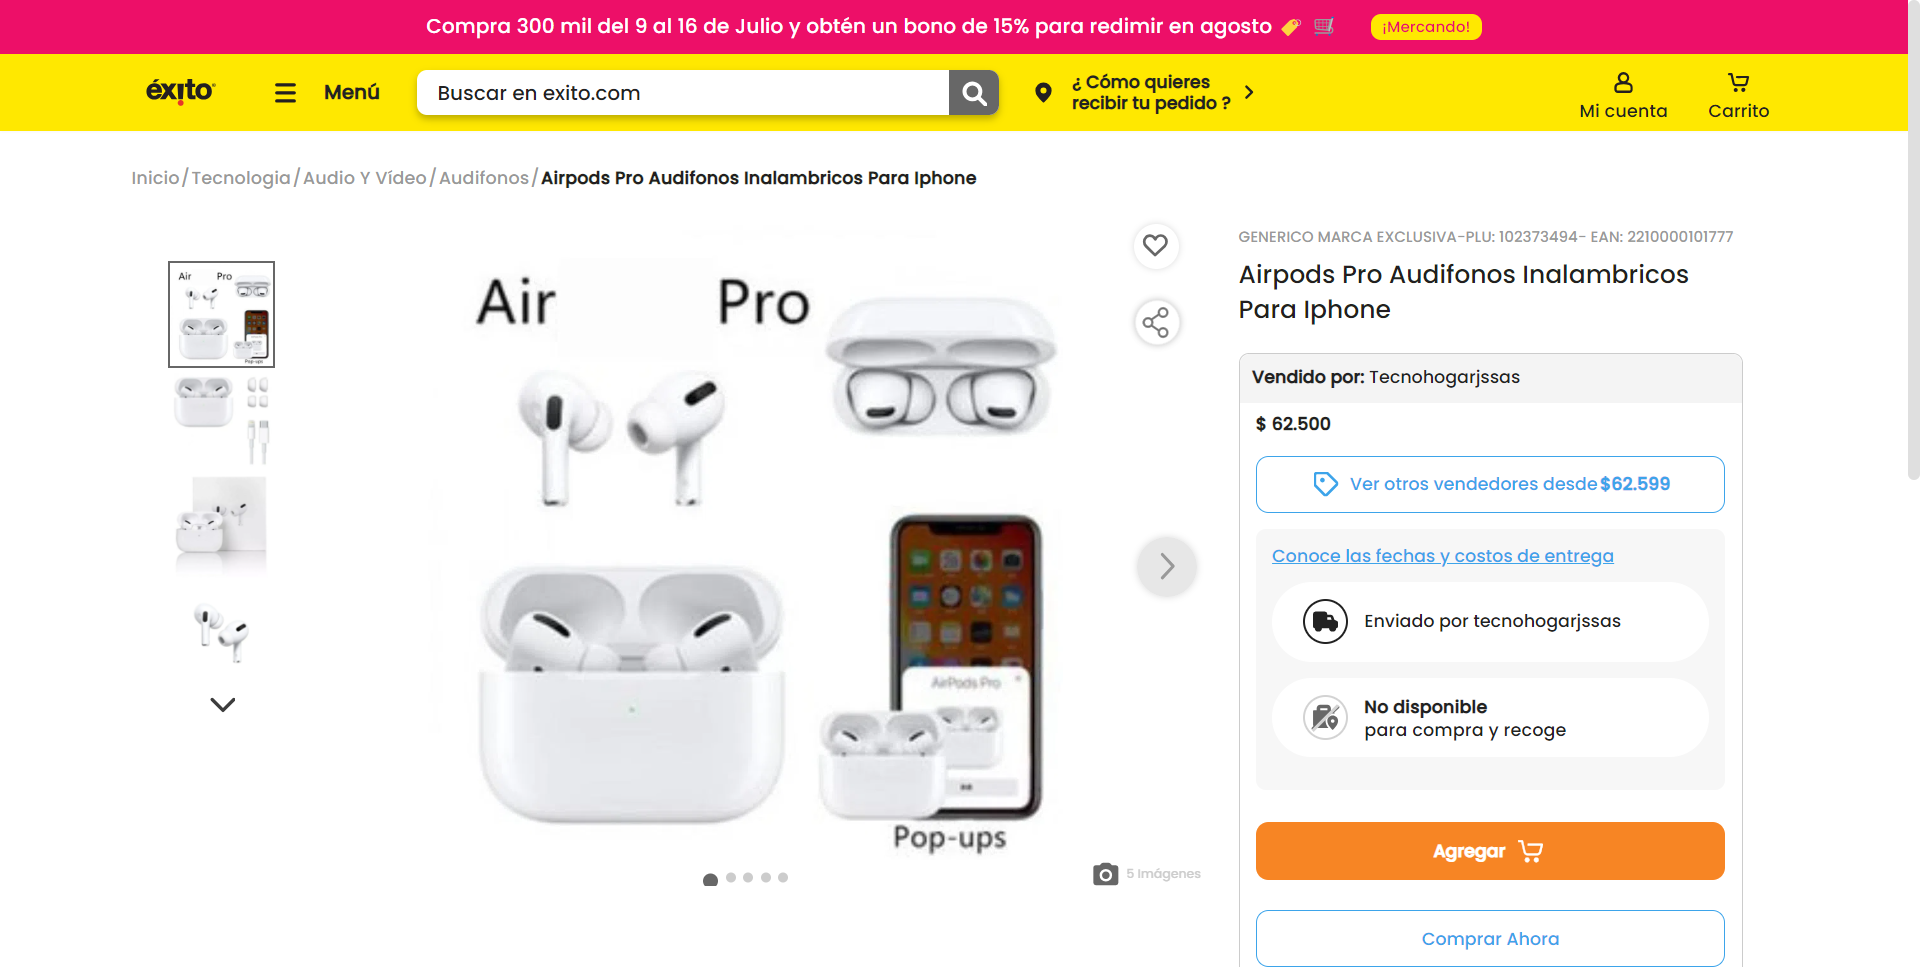 Compra 300 mil del 9 al 16 de Julio y obtén un bono de 15% para redimir en agosto
¡Mercando!
éxito
Menú
Buscar en exito.com
¿ Cómo quieres
recibir tu pedido ?
Mi cuenta
Carrito
Inicio/Tecnologia/Audio Y Vídeo/Audifonos/Airpods Pro Audifonos Inalambricos Para Iphone
Air Pro
Pop-ups
Air Pro
AirPods Pro
Pop-ups
5 Imágenes
GENERICO MARCA EXCLUSIVA-PLU: 102373494- EAN: 2210000101777
Airpods Pro Audifonos Inalambricos
Para Iphone
Vendido por: Tecnohogarjssas
$ 62.500
Ver otros vendedores desde $62.599
Conoce las fechas y costos de entrega
Enviado por tecnohogarjssas
No disponible
para compra y recoge
Agregar
Comprar Ahora